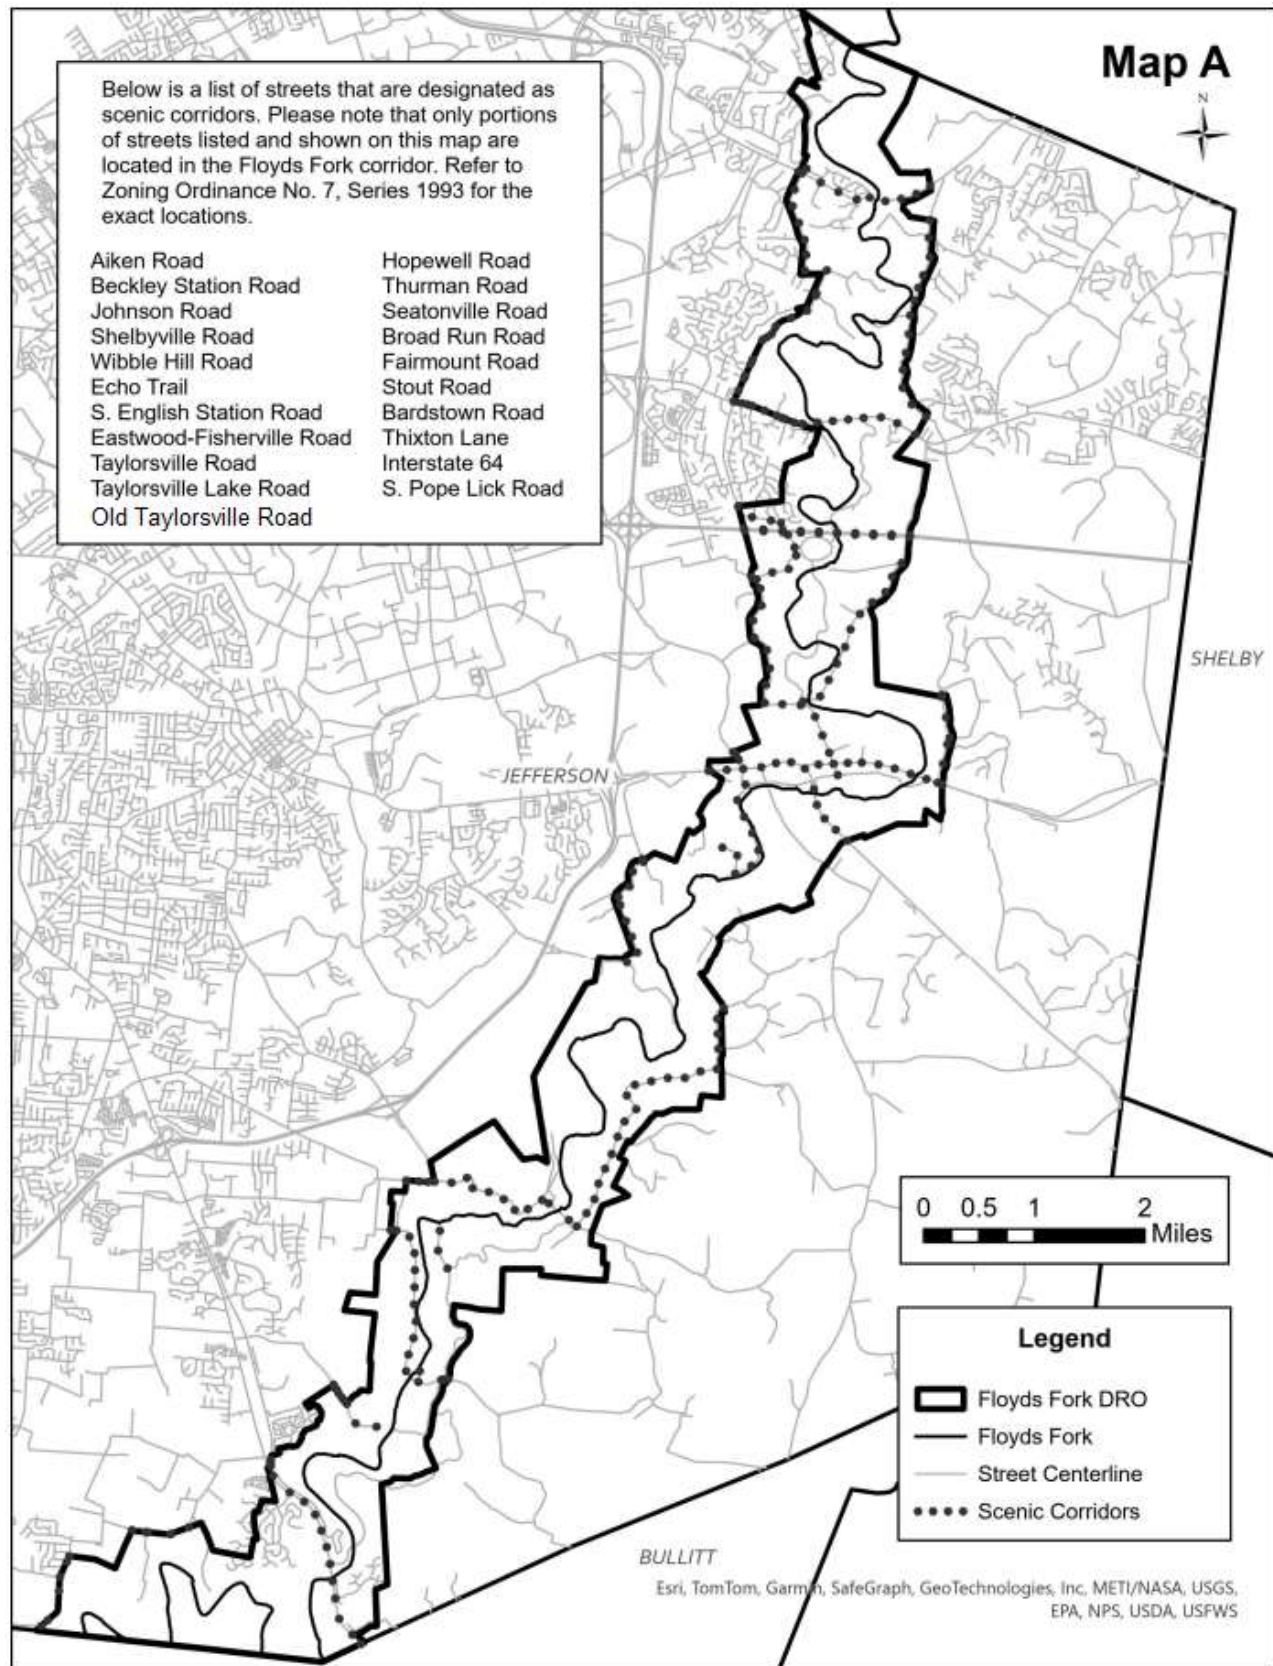 Map A
N
Below is a list of streets that are designated as
scenic corridors. Please note that only portions
of streets listed and shown on this map are
located in the Floyds Fork corridor. Refer to
Zoning Ordinance No. 7, Series 1993 for the
exact locations.
Aiken Road
Beckley Station Road
Johnson Road
Shelbyville Road
Wibble Hill Road
Echo Trail
S. English Station Road
Eastwood-Fisherville Road
Taylorsville Road
Taylorsville Lake Road
Old Taylorsville Road
Hopewell Road
Thurman Road
Seatonville Road
Broad Run Road
Fairmount Road
Stout Road
Bardstown Road
Thixton Lane
Interstate 64
S. Pope Lick Road
SHELBY
JEFFERSON
0 0.5 1 2
Miles
Legend
Floyds Fork DRO
Floyds Fork
Street Centerline
Scenic Corridors
BULLITT
Esri, TomTom, Garmin, SafeGraph, GeoTechnologies, Inc, METI/NASA, USGS,
EPA, NPS, USDA, USFWS